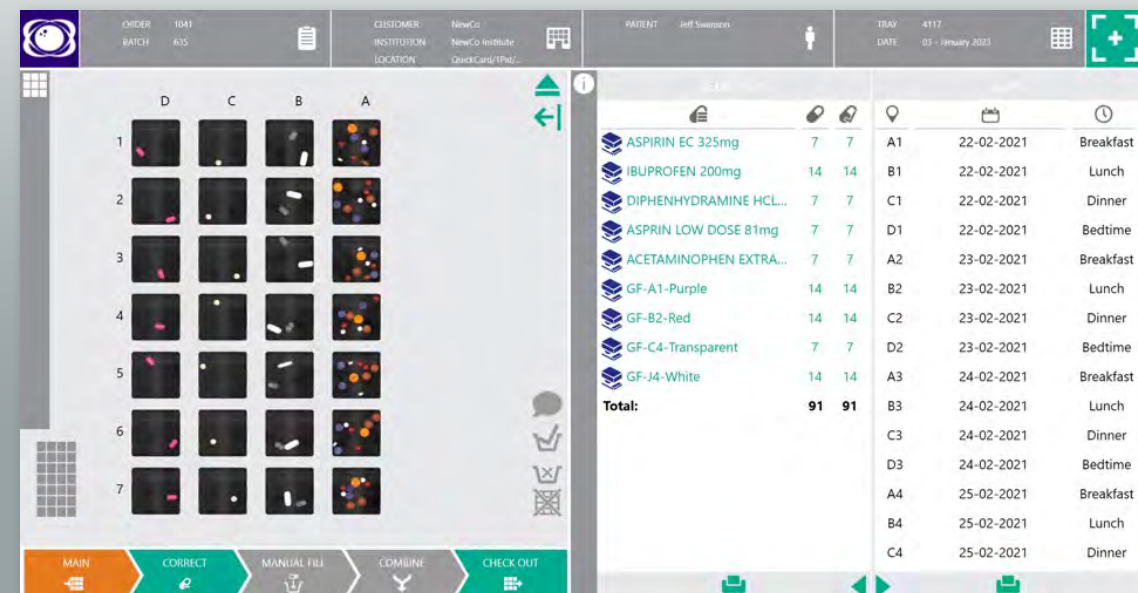 ORDER 1041
BATCH 635
CUSTOMER NewCo
INSTITUTION NewCo Institute
LOCATION QuickCard/1Pat/...
PATIENT Jeff Swanson
TRAY 4117
DATE 03 - January 2023
D C B A
1
2
3
4
5
6
7
MAIN
CORRECT
MANUAL FILL
COMBINE
CHECK OUT
ASPIRIN EC 325mg 7 7
IBUPROFEN 200mg 14 14
DIPHENHYDRAMINE HCL... 7 7
ASPRIN LOW DOSE 81mg 7 7
ACETAMINOPHEN EXTRA... 7 7
GF-A1-Purple 14 14
GF-B2-Red 14 14
GF-C4-Transparent 7 7
GF-J4-White 14 14
Total: 91 91
A1 22-02-2021 Breakfast
B1 22-02-2021 Lunch
C1 22-02-2021 Dinner
D1 22-02-2021 Bedtime
A2 23-02-2021 Breakfast
B2 23-02-2021 Lunch
C2 23-02-2021 Dinner
D2 23-02-2021 Bedtime
A3 24-02-2021 Breakfast
B3 24-02-2021 Lunch
C3 24-02-2021 Dinner
D3 24-02-2021 Bedtime
A4 25-02-2021 Breakfast
B4 25-02-2021 Lunch
C4 25-02-2021 Dinner